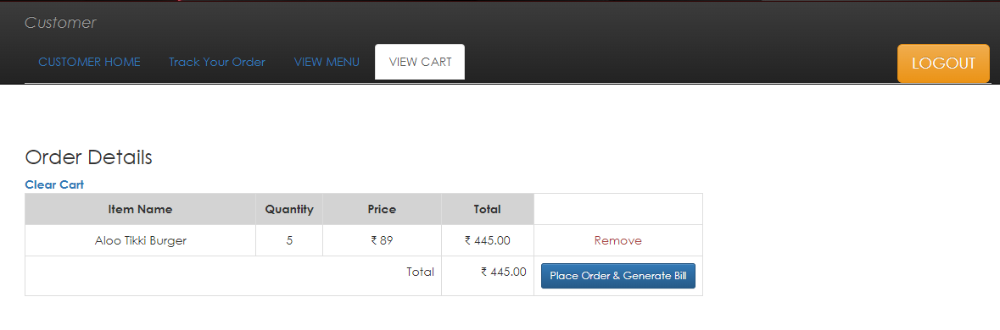 Customer
CUSTOMER HOME Track Your Order VIEW MENU VIEW CART LOGOUT
Order Details
Clear Cart
Item Name Quantity Price Total
Aloo Tikki Burger 5 ₹ 89 ₹ 445.00 Remove
Total ₹ 445.00 Place Order & Generate Bill